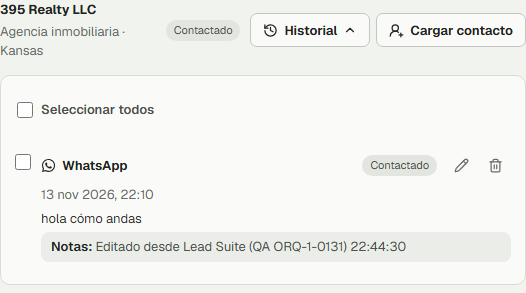 395 Realty LLC
Agencia inmobiliaria ·
Kansas
Contactado
Historial
Cargar contacto
Seleccionar todos
WhatsApp
Contactado
13 nov 2026, 22:10
hola cómo andas
Notas: Editado desde Lead Suite (QA ORQ-1-0131) 22:44:30